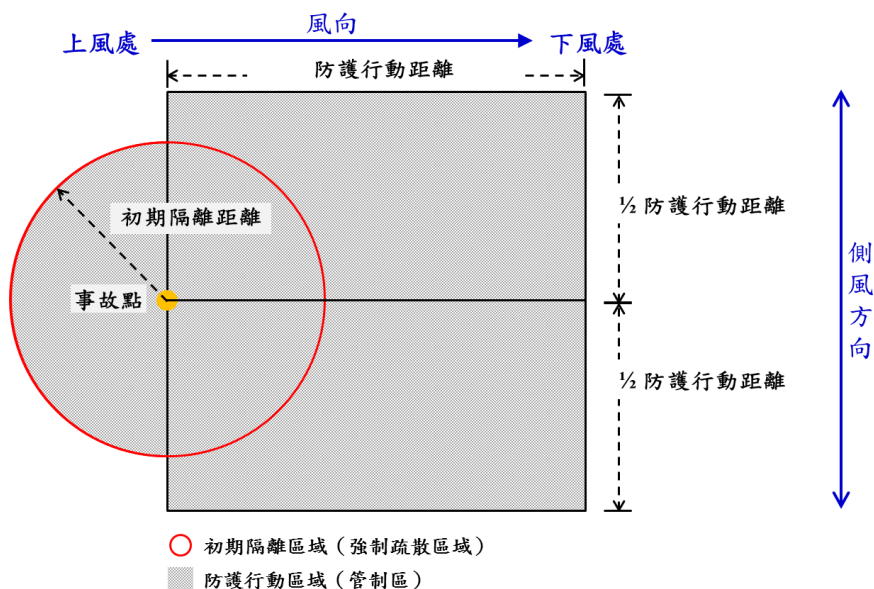 風向
上風處
下風處
防護行動距離
½ 防護行動距離
初期隔離距離
側風方向
事故點
½ 防護行動距離
初期隔離區域（強制疏散區域）
防護行動區域（管制區）